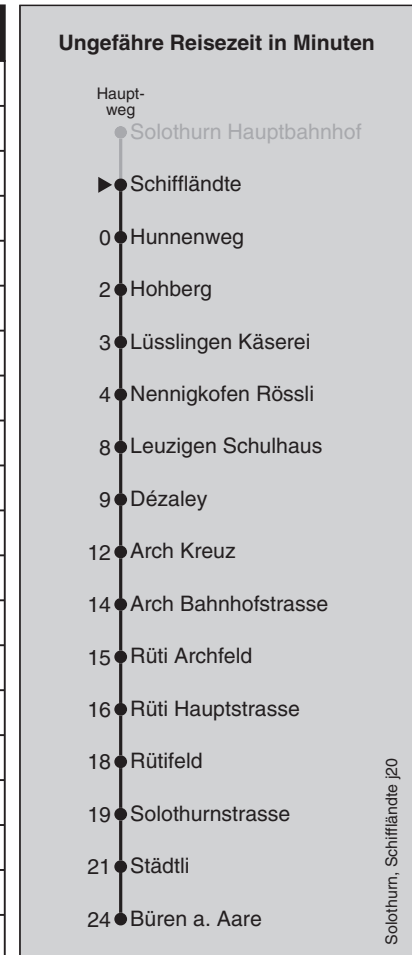 Ungefähre Reisezeit in Minuten
Haupt-
weg
Solothurn Hauptbahnhof
Schiffländte
0 Hunnenweg
2 Hohberg
3 Lüsslingen Käserei
4 Nennigkofen Rössli
8 Leuzigen Schulhaus
9 Dézaley
12 Arch Kreuz
14 Arch Bahnhofstrasse
15 Rüti Archfeld
16 Rüti Hauptstrasse
18 Rütifeld
19 Solothurnstrasse
21 Städtli
24 Büren a. Aare
Solothurn, Schiffländte j20